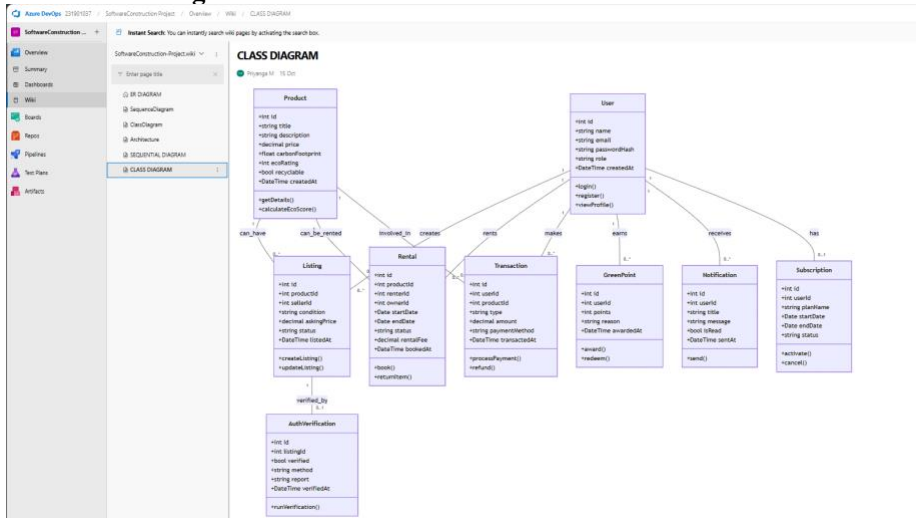 Azure DevOps 231901037 / SoftwareConstruction-Project / Overview / Wiki / CLASS DIAGRAM
SoftwareConstruction ... +
Instant Search: You can instantly search wiki pages by activating the search box.
Overview
Summary
Dashboards
Wiki
Boards
Repos
Pipelines
Test Plans
Artifacts
SoftwareConstruction-Project.wiki
Enter page title
ER DIAGRAM
SequenceDiagram
ClassDiagram
Architecture
SEQUENTIAL DIAGRAM
CLASS DIAGRAM
CLASS DIAGRAM
Priyanga M 16 Oct
Product
+int id
+string title
+string description
+decimal price
+float carbonFootprint
+int ecoRating
+bool recyclable
+DateTime createdAt
+getDetails()
+calculateEcoScore()
User
+int id
+string name
+string email
+string passwordHash
+string role
+DateTime createdAt
+login()
+register()
+viewProfile()
can_have
can_be_rented
involved_in
creates
rents
makes
earns
receives
has
Listing
+int id
+int productId
+int sellerId
+string condition
+decimal askingPrice
+string status
+DateTime listedAt
+createListing()
+updateListing()
Rental
+int id
+int productId
+int renterId
+int ownerId
+Date startDate
+Date endDate
+string status
+decimal rentalFee
+DateTime bookedAt
+book()
+returnItem()
Transaction
+int id
+int userId
+int productId
+string type
+decimal amount
+string paymentMethod
+DateTime transactedAt
+processPayment()
+refund()
GreenPoint
+int id
+int userId
+int points
+string reason
+DateTime awardedAt
+award()
+redeem()
Notification
+int id
+int userId
+string title
+string message
+bool isRead
+DateTime sentAt
+send()
Subscription
+int id
+int userId
+string planName
+Date startDate
+Date endDate
+string status
+activate()
+cancel()
verified_by
0..1
AuthVerification
+int id
+int listingId
+bool verified
+string method
+string report
+DateTime verifiedAt
+runVerification()